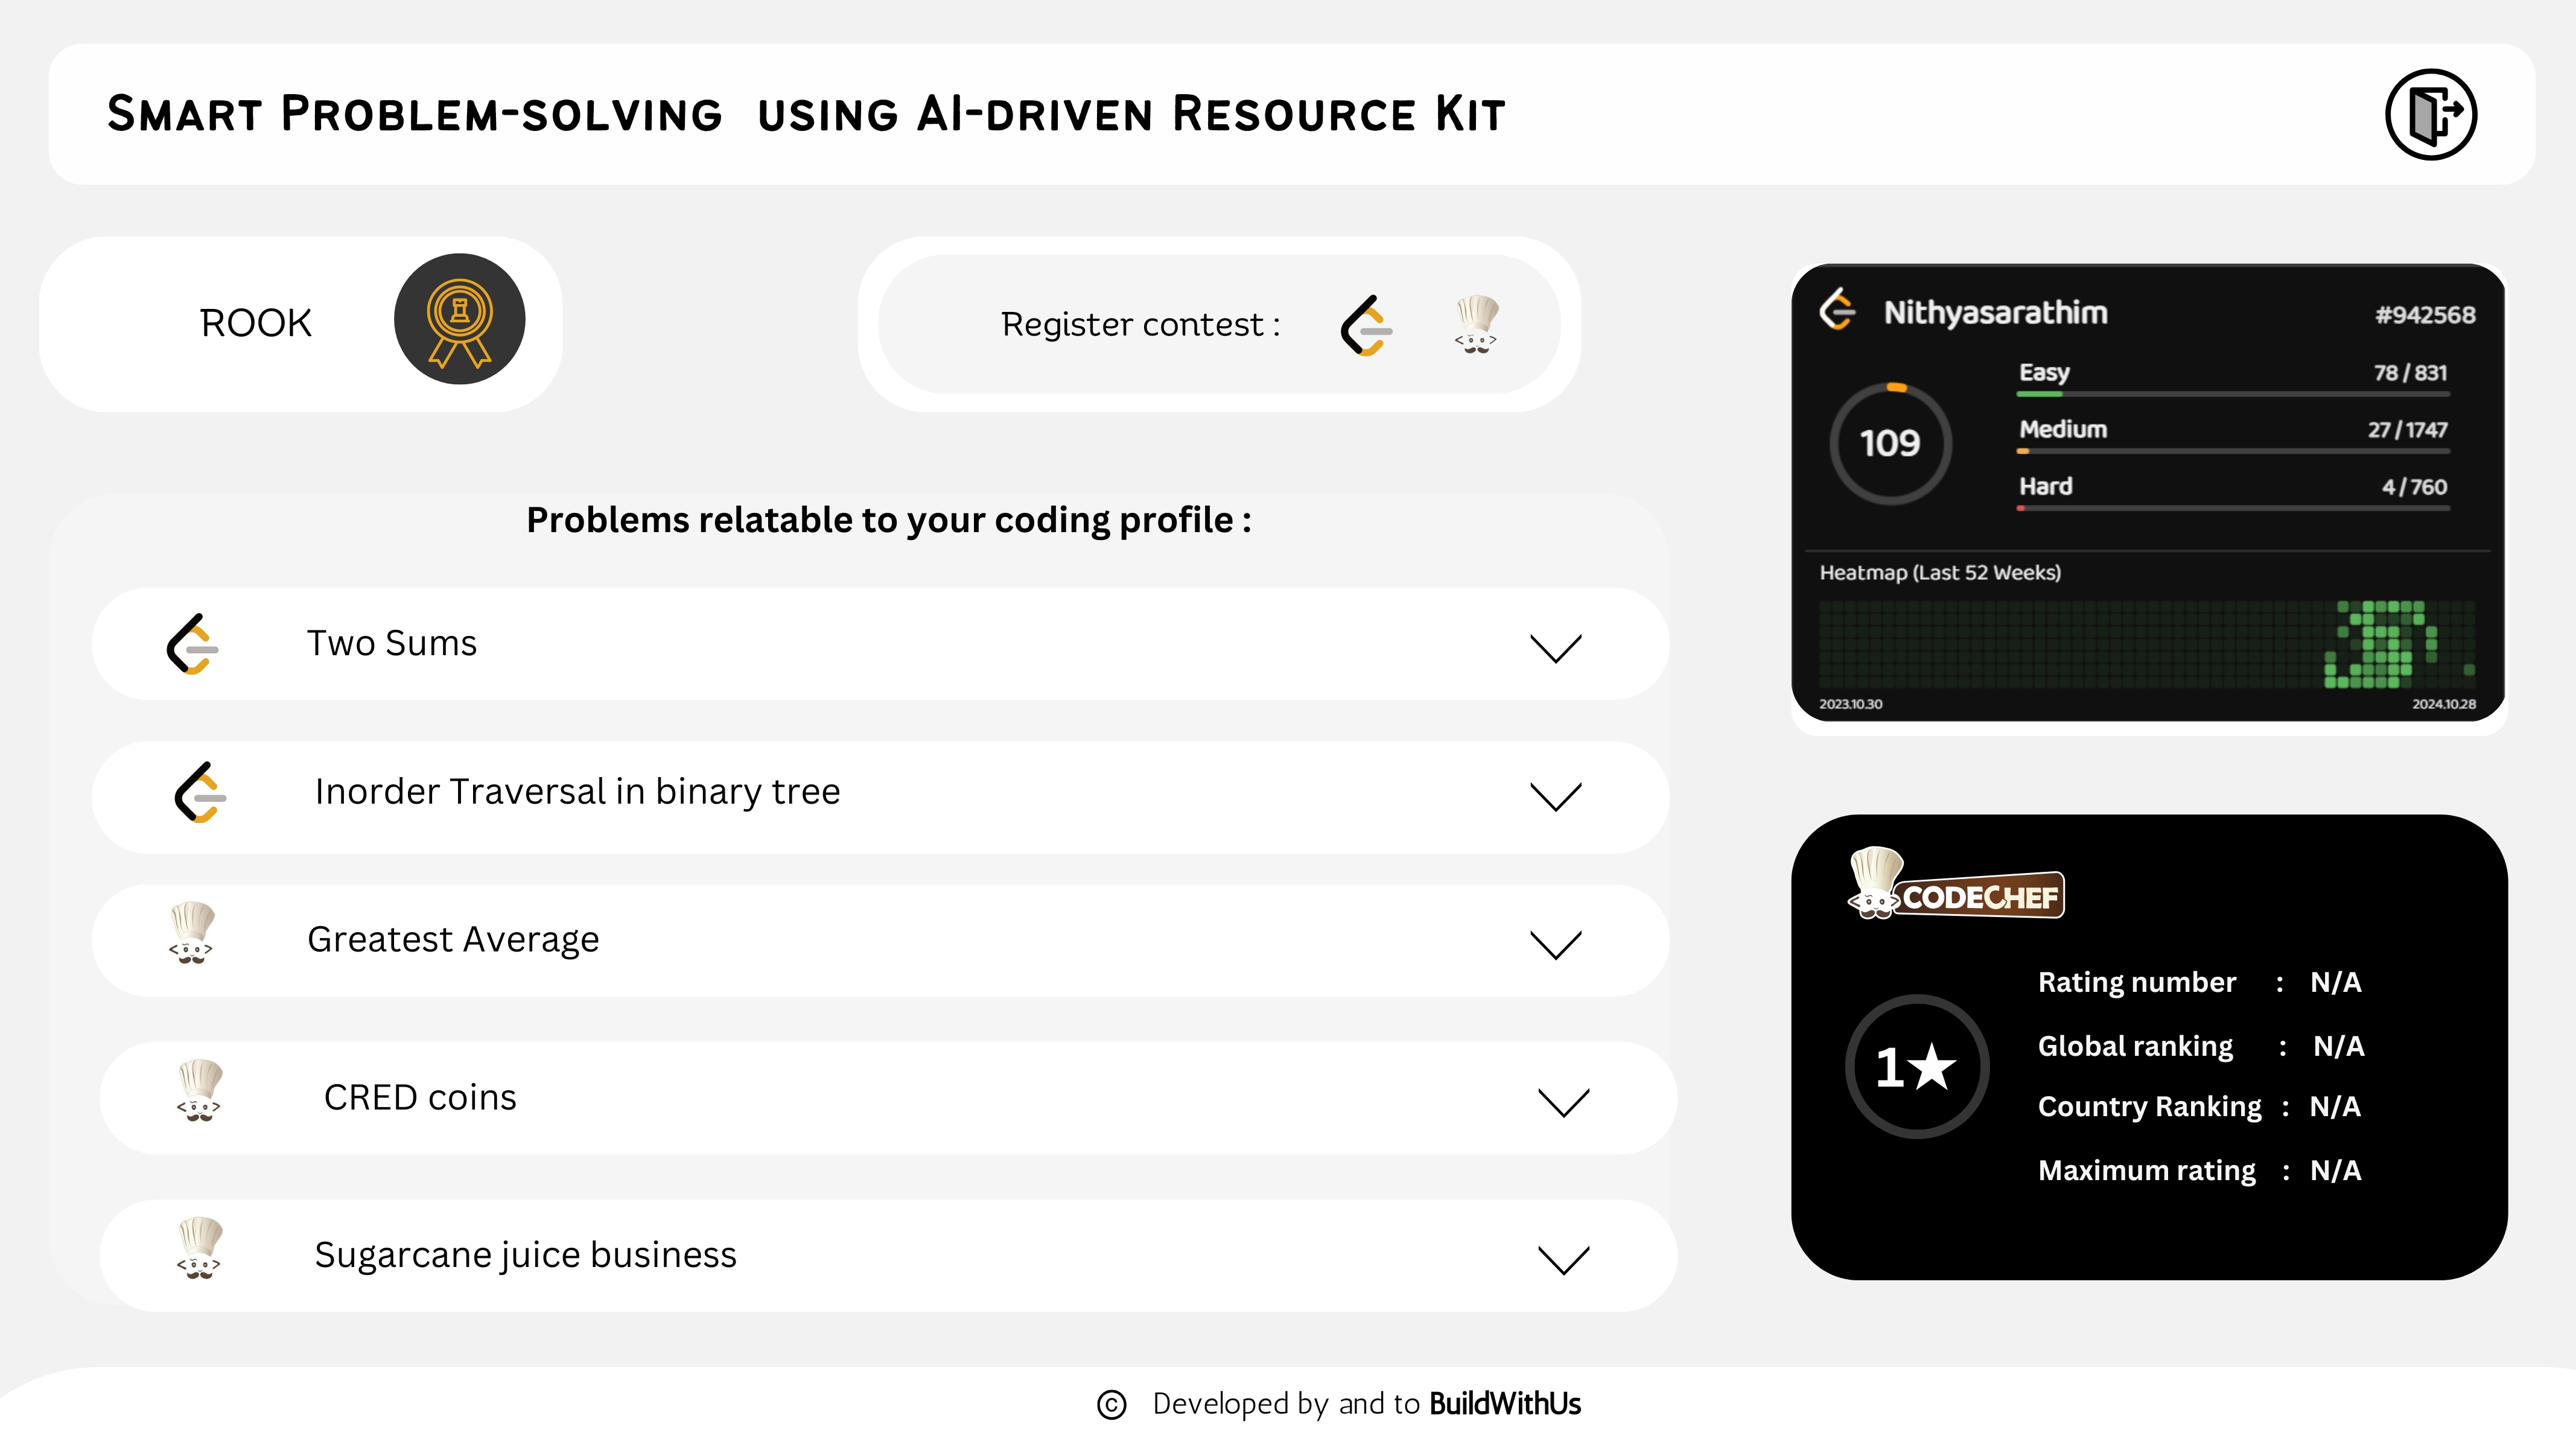 Smart Problem-solving using AI-driven Resource Kit
ROOK
Register contest :
Problems relatable to your coding profile :
Two Sums
Inorder Traversal in binary tree
Greatest Average
CRED coins
Sugarcane juice business
Nithyasarathim #942568
109
Easy 78 / 831
Medium 27 / 1747
Hard 4 / 760
Heatmap (Last 52 Weeks)
2023.10.30 2024.10.28
CODECHEF
1★
Rating number : N/A
Global ranking : N/A
Country Ranking : N/A
Maximum rating : N/A
© Developed by and to BuildWithUs